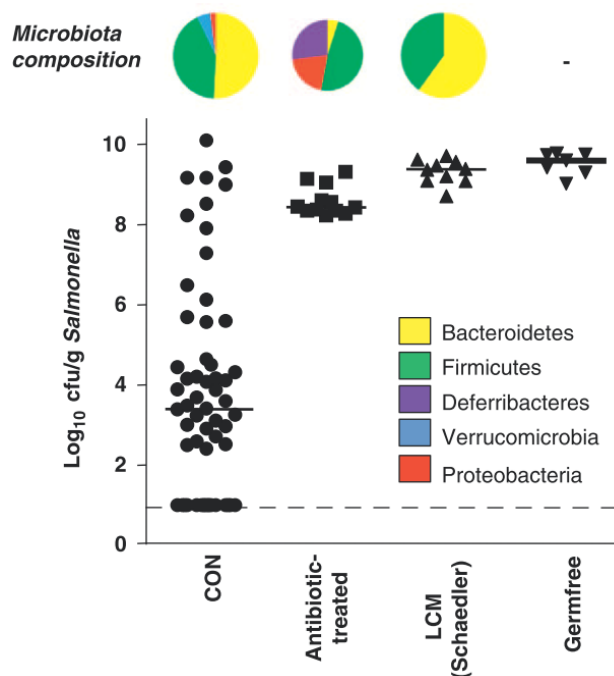 Microbiota
composition
-
Log10 cfu/g Salmonella
10
8
6
4
2
0
Bacteroidetes
Firmicutes
Deferribacteres
Verrucomicrobia
Proteobacteria
CON
Antibiotic-
treated
LCM
(Schaedler)
Germfree